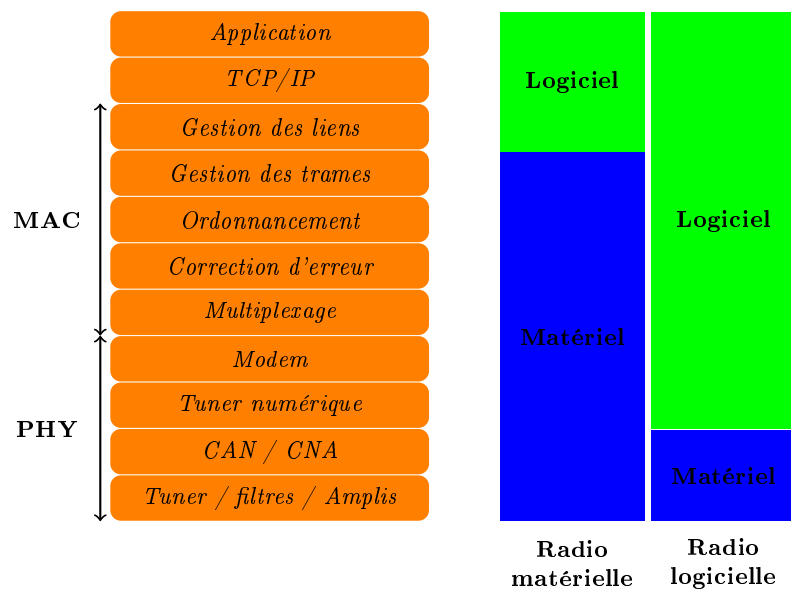 Application
TCP/IP
Gestion des liens
Gestion des trames
Ordonnancement
Correction d'erreur
Multiplexage
Modem
Tuner numérique
CAN / CNA
Tuner / filtres / Amplis
MAC
PHY
Logiciel
Matériel
Radio
matérielle
Logiciel
Matériel
Radio
logicielle